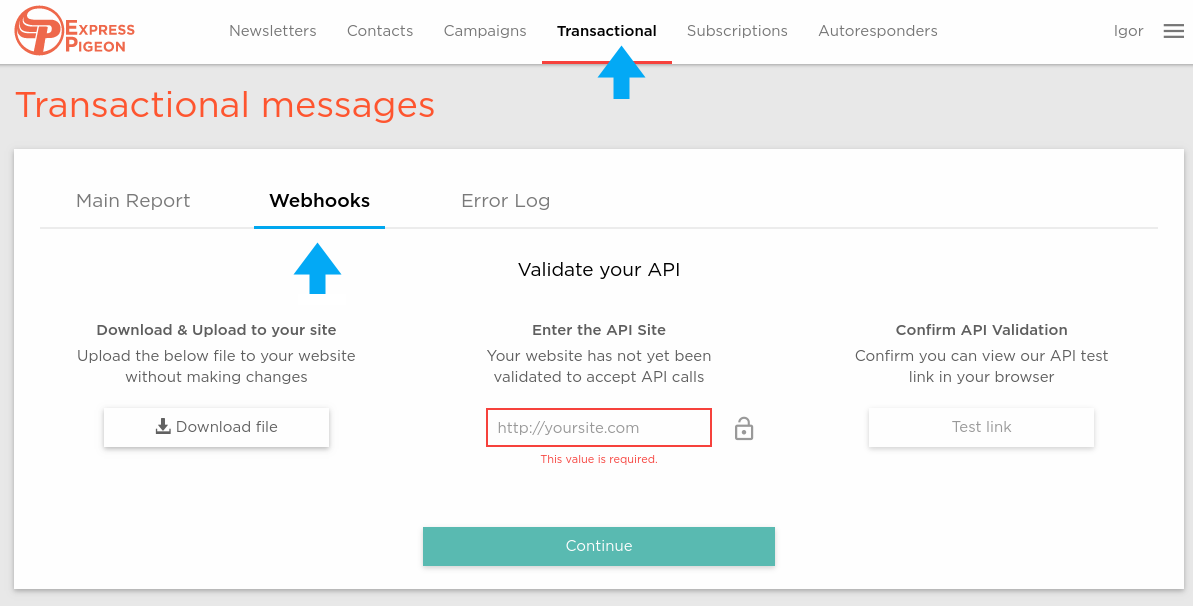 EXPRESS
PIGEON
Newsletters
Contacts
Campaigns
Transactional
Subscriptions
Autoresponders
Igor
Transactional messages
Main Report
Webhooks
Error Log
Validate your API
Download & Upload to your site
Upload the below file to your website
without making changes
Download file
Enter the API Site
Your website has not yet been
validated to accept API calls
http://yoursite.com
This value is required.
Confirm API Validation
Confirm you can view our API test
link in your browser
Test link
Continue